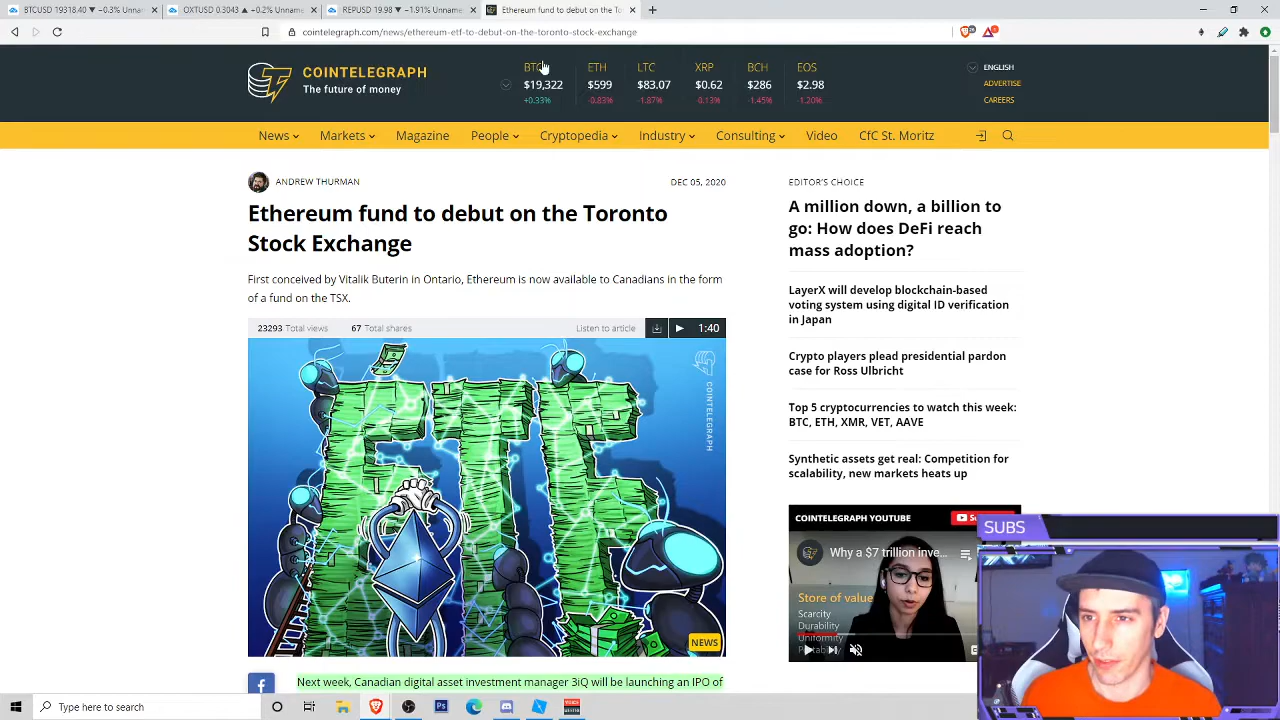 BTCUSD 19318.40 ▼ −0.2% Unnamed
OXTUSD 0.3043 ▲ +0.2% Unnamed
REPUSD 19.98 ▼ −1.91% Unnamed
Ethereum fund to debut on the To
cointelegraph.com/news/ethereum-etf-to-debut-on-the-toronto-stock-exchange
COINTELEGRAPH
The future of money
BTC ETH LTC XRP BCH EOS
$19,322 $599 $83.07 $0.62 $286 $2.98
+0.33% -0.83% -1.87% -0.13% -1.45% -1.20%
ENGLISH
ADVERTISE
CAREERS
News Markets Magazine People Cryptopedia Industry Consulting Video CfC St. Moritz
ANDREW THURMAN
DEC 05, 2020
Ethereum fund to debut on the Toronto
Stock Exchange
First conceived by Vitalik Buterin in Ontario, Ethereum is now available to Canadians in the form
of a fund on the TSX.
23293 Total views 67 Total shares
Listen to article 1:40
COINTELEGRAPH
NEWS
Next week, Canadian digital asset investment manager 3iQ will be launching an IPO of
EDITOR'S CHOICE
A million down, a billion to
go: How does DeFi reach
mass adoption?
LayerX will develop blockchain-based
voting system using digital ID verification
in Japan
Crypto players plead presidential pardon
case for Ross Ulbricht
Top 5 cryptocurrencies to watch this week:
BTC, ETH, XMR, VET, AAVE
Synthetic assets get real: Competition for
scalability, new markets heats up
COINTELEGRAPH YOUTUBE
Why a $7 trillion inve...
Store of value
Scarcity
Durability
Uniformity
Portability
SUBS
Type here to search